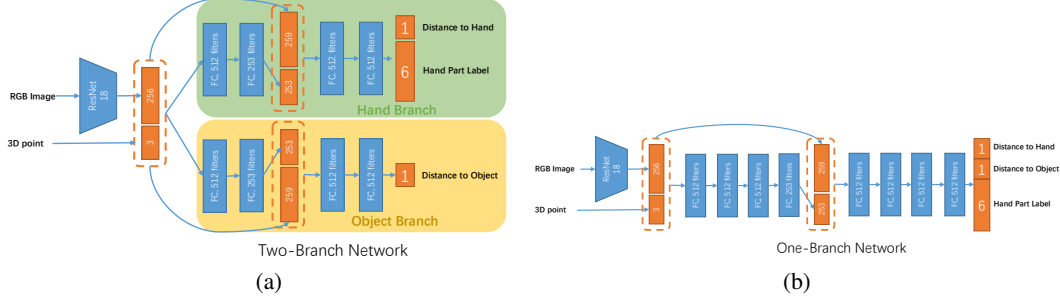 RGB Image
3D point
ResNet
18
256
3
FC, 512 filters
FC, 253 filters
259
253
FC, 512 filters
FC, 512 filters
1
6
Distance to Hand
Hand Part Label
Hand Branch
FC, 512 filters
FC, 253 filters
253
259
FC, 512 filters
FC, 512 filters
1
Distance to Object
Object Branch
Two-Branch Network
(a)
RGB Image
3D point
ResNet
18
256
3
FC, 512 filters
FC, 512 filters
FC, 512 filters
FC, 253 filters
259
253
FC, 512 filters
FC, 512 filters
FC, 512 filters
FC, 512 filters
1
1
6
Distance to Hand
Distance to Object
Hand Part Label
One-Branch Network
(b)